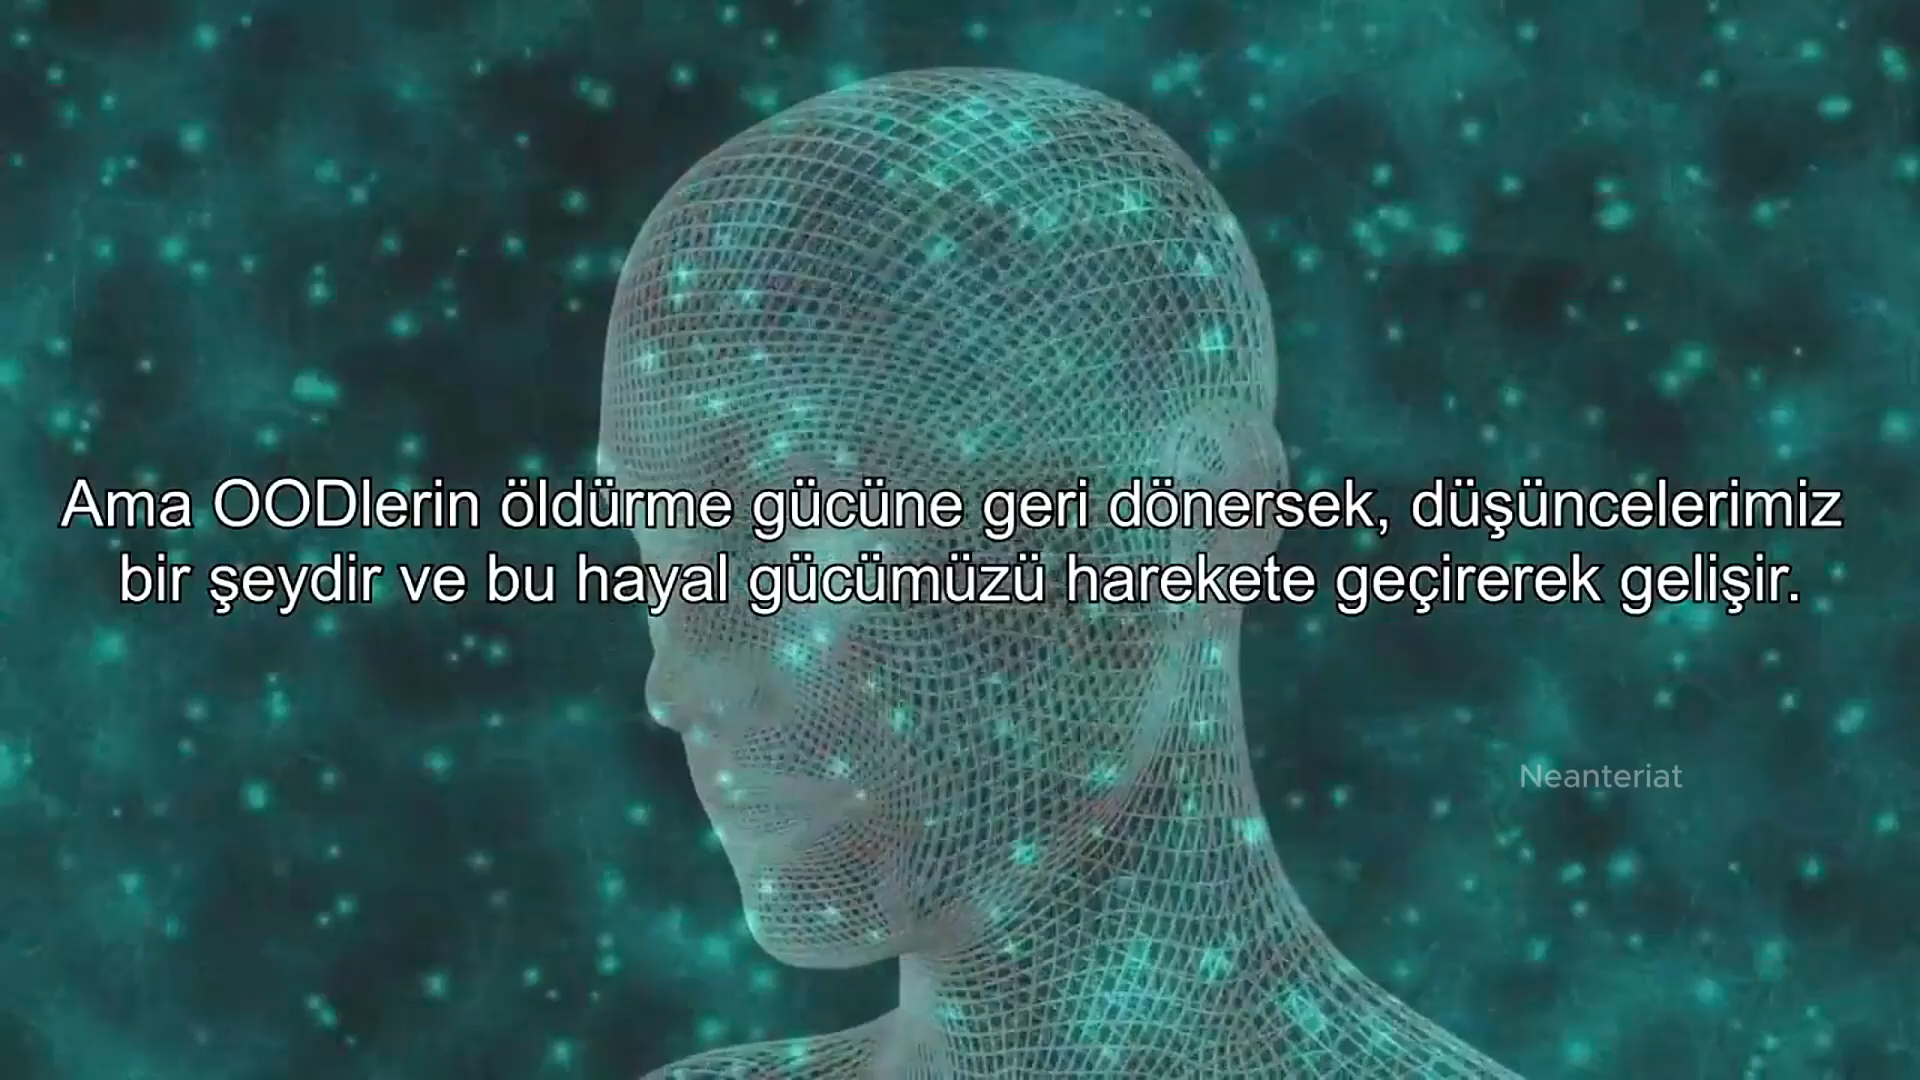 Ama OODlerin öldürme gücüne geri dönersek, düşüncelerimiz
bir şeydir ve bu hayal gücümüzü harekete geçirerek gelişir.
Neanteriat